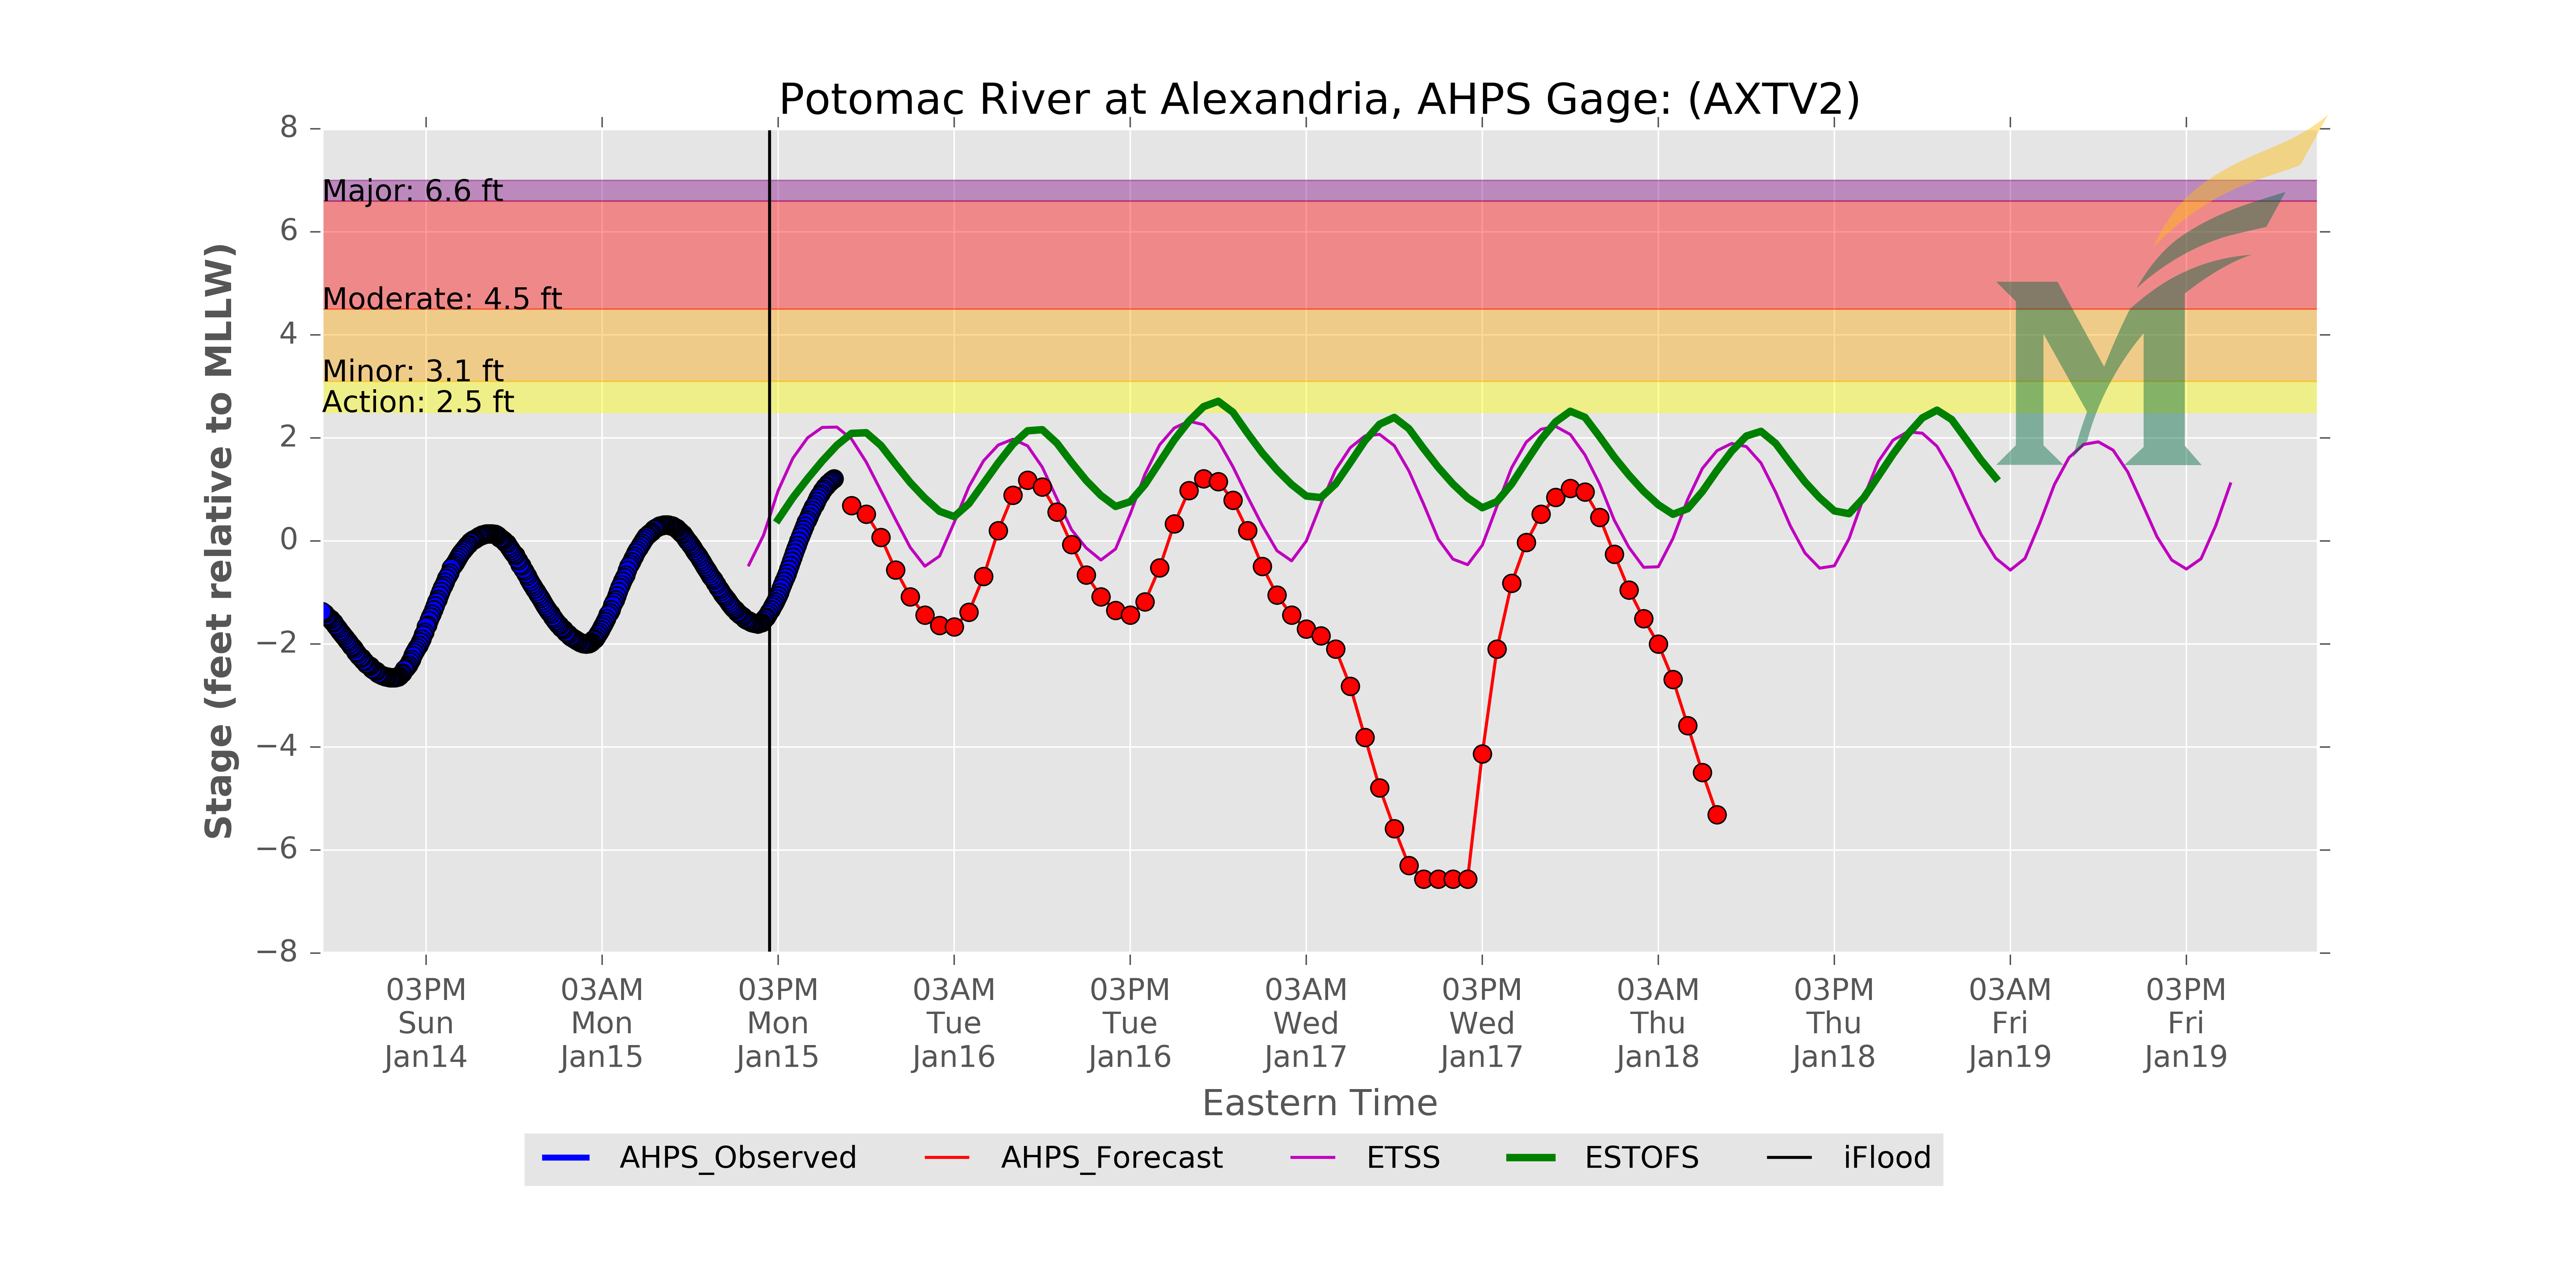 Potomac River at Alexandria, AHPS Gage: (AXTV2)
Stage (feet relative to MLLW)
8
6
4
2
0
−2
−4
−6
−8
Major: 6.6 ft
Moderate: 4.5 ft
Minor: 3.1 ft
Action: 2.5 ft
M
03PM 03AM 03PM 03AM 03PM 03AM 03PM 03AM 03PM 03AM 03PM
Sun Mon Mon Tue Tue Wed Wed Thu Thu Fri Fri
Jan14 Jan15 Jan15 Jan16 Jan16 Jan17 Jan17 Jan18 Jan18 Jan19 Jan19
Eastern Time
AHPS_Observed AHPS_Forecast ETSS ESTOFS iFlood